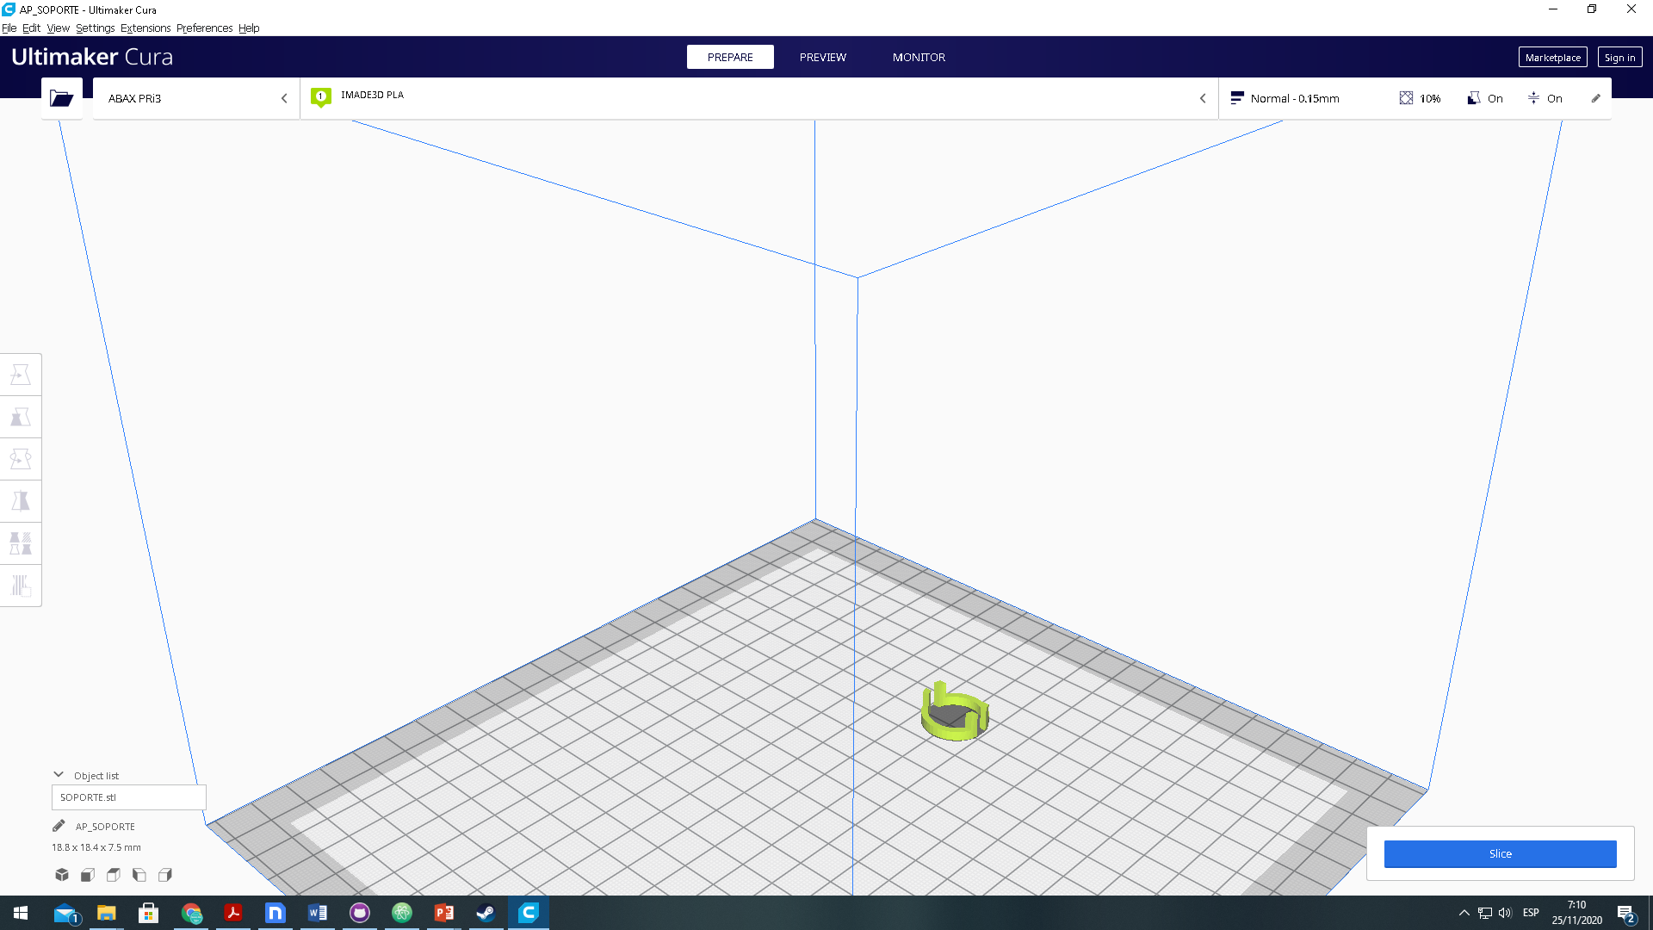 AP_SOPORTE - Ultimaker Cura
File Edit View Settings Extensions Preferences Help
Ultimaker Cura
PREPARE PREVIEW MONITOR
Marketplace Sign in
ABAX PRi3
1 IMADE3D PLA
Normal - 0.15mm 10% On On
Object list
SOPORTE.stl
AP_SOPORTE
18.8 x 18.4 x 7.5 mm
Slice
1
ESP
7:10
25/11/2020
2